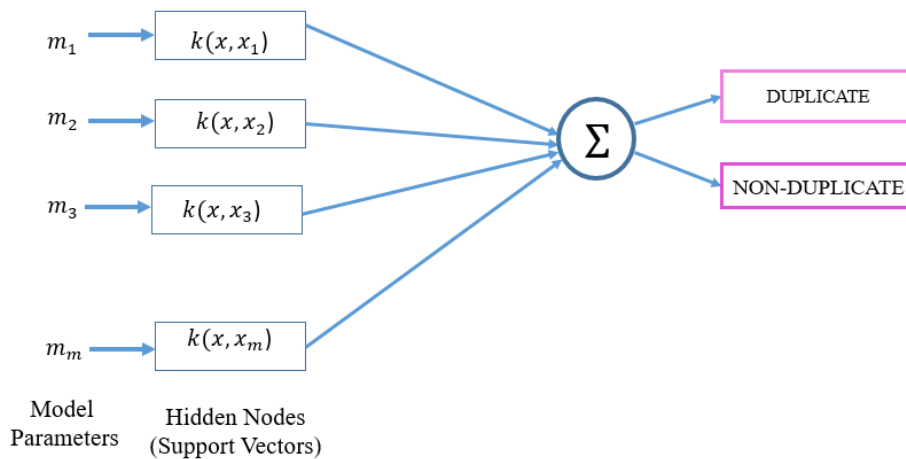 m₁ k(x, x₁)
DUPLICATE
m₂ k(x, x₂)
Σ
NON-DUPLICATE
m₃ k(x, x₃)
mₘ k(x, xₘ)
Model
Parameters
Hidden Nodes
(Support Vectors)